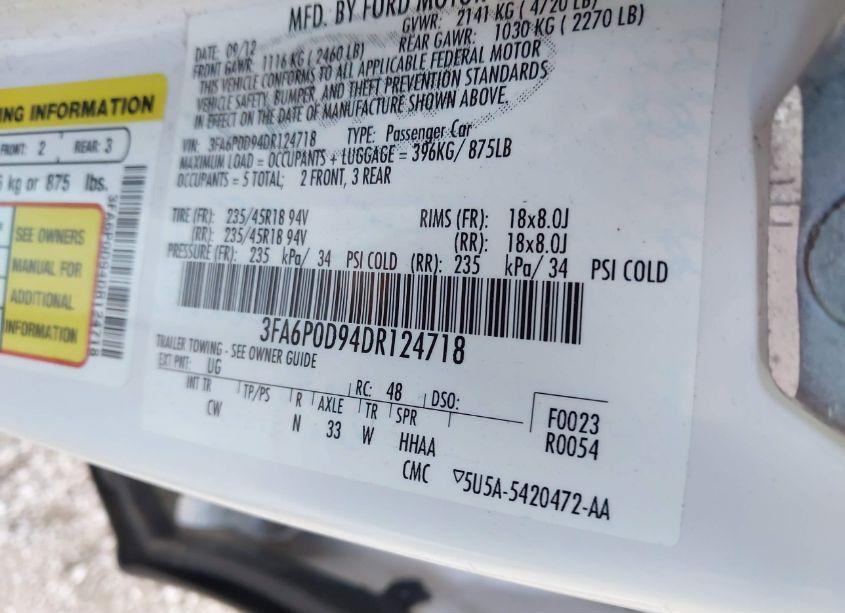 MFD. BY FORD MOTOR
GVWR: 2141 KG ( 4720 LB)
DATE: 09/12
FRONT GAWR: 1116 KG ( 2460 LB)
REAR GAWR: 1030 KG ( 2270 LB)
THIS VEHICLE CONFORMS TO ALL APPLICABLE FEDERAL MOTOR
VEHICLE SAFETY, BUMPER, AND THEFT PREVENTION STANDARDS
IN EFFECT ON THE DATE OF MANUFACTURE SHOWN ABOVE
VIN: 3FA6P0D94DR124718 TYPE: Passenger Car
MAXIMUM LOAD = OCCUPANTS + LUGGAGE = 396KG/ 875LB
OCCUPANTS = 5 TOTAL; 2 FRONT, 3 REAR
TIRE (FR): 235/45R18 94V RIMS (FR): 18x8.0J
(RR): 235/45R18 94V (RR): 18x8.0J
PRESSURE (FR): 235 kPa/ 34 PSI COLD (RR): 235 kPa/ 34 PSI COLD
3FA6P0D94DR124718
TRAILER TOWING - SEE OWNER GUIDE
EXT PNT: UG RC: 48 DSO:
INT TR TP/PS R AXLE TR SPR
CW N 33 W HHAA
CMC
F0023
R0054
5U5A-5420472-AA
ING INFORMATION
FRONT: 2 REAR: 3
kg or 875 lbs.
SEE OWNERS
MANUAL FOR
ADDITIONAL
INFORMATION
3FA6P0D94DR124718